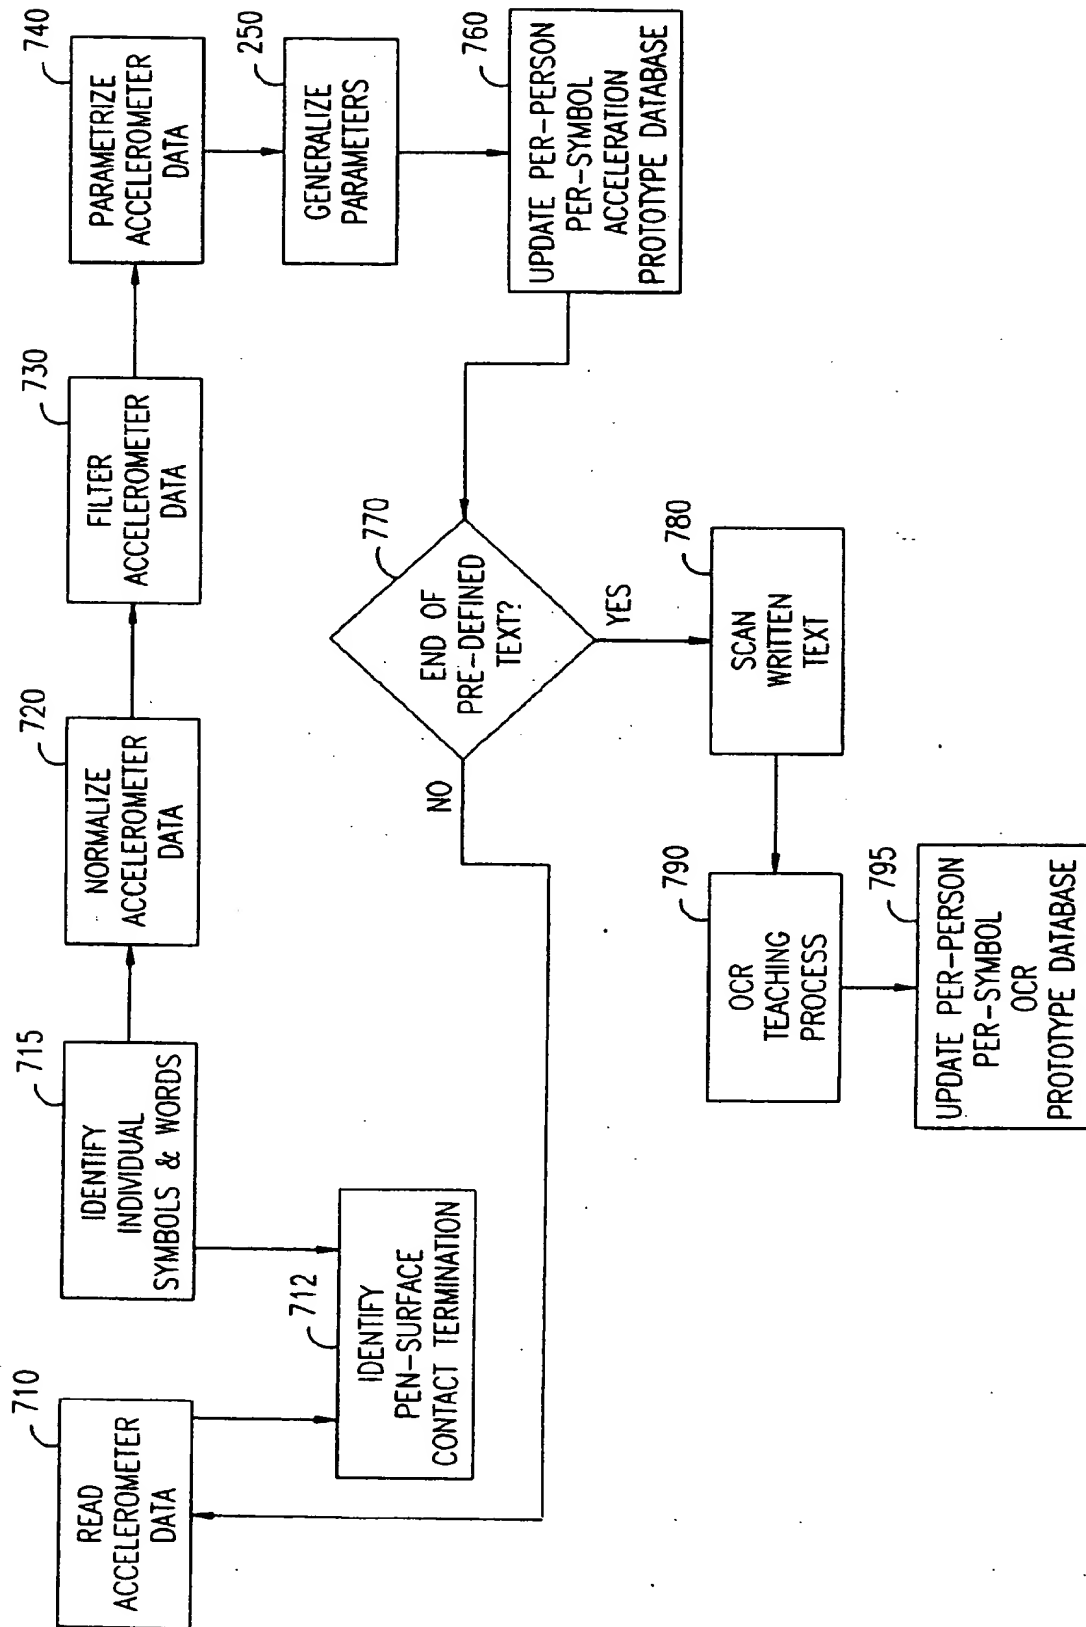 710
READ
ACCELEROMETER
DATA
712
IDENTIFY
PEN-SURFACE
CONTACT TERMINATION
715
IDENTIFY
INDIVIDUAL
SYMBOLS & WORDS
720
NORMALIZE
ACCELEROMETER
DATA
730
FILTER
ACCELEROMETER
DATA
740
PARAMETRIZE
ACCELEROMETER
DATA
250
GENERALIZE
PARAMETERS
760
UPDATE PER-PERSON
PER-SYMBOL
ACCELERATION
PROTOTYPE DATABASE
770
END OF
PRE-DEFINED
TEXT?
NO
YES
780
SCAN
WRITTEN
TEXT
790
OCR
TEACHING
PROCESS
795
UPDATE PER-PERSON
PER-SYMBOL
OCR
PROTOTYPE DATABASE